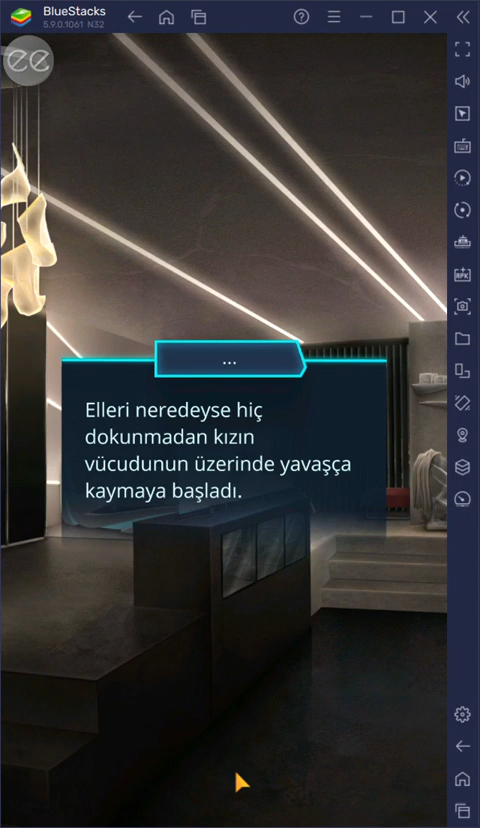 BlueStacks
5.9.0.1061 N32
...
Elleri neredeyse hiç
dokunmadan kızın
vücudunun üzerinde yavaşça
kaymaya başladı.